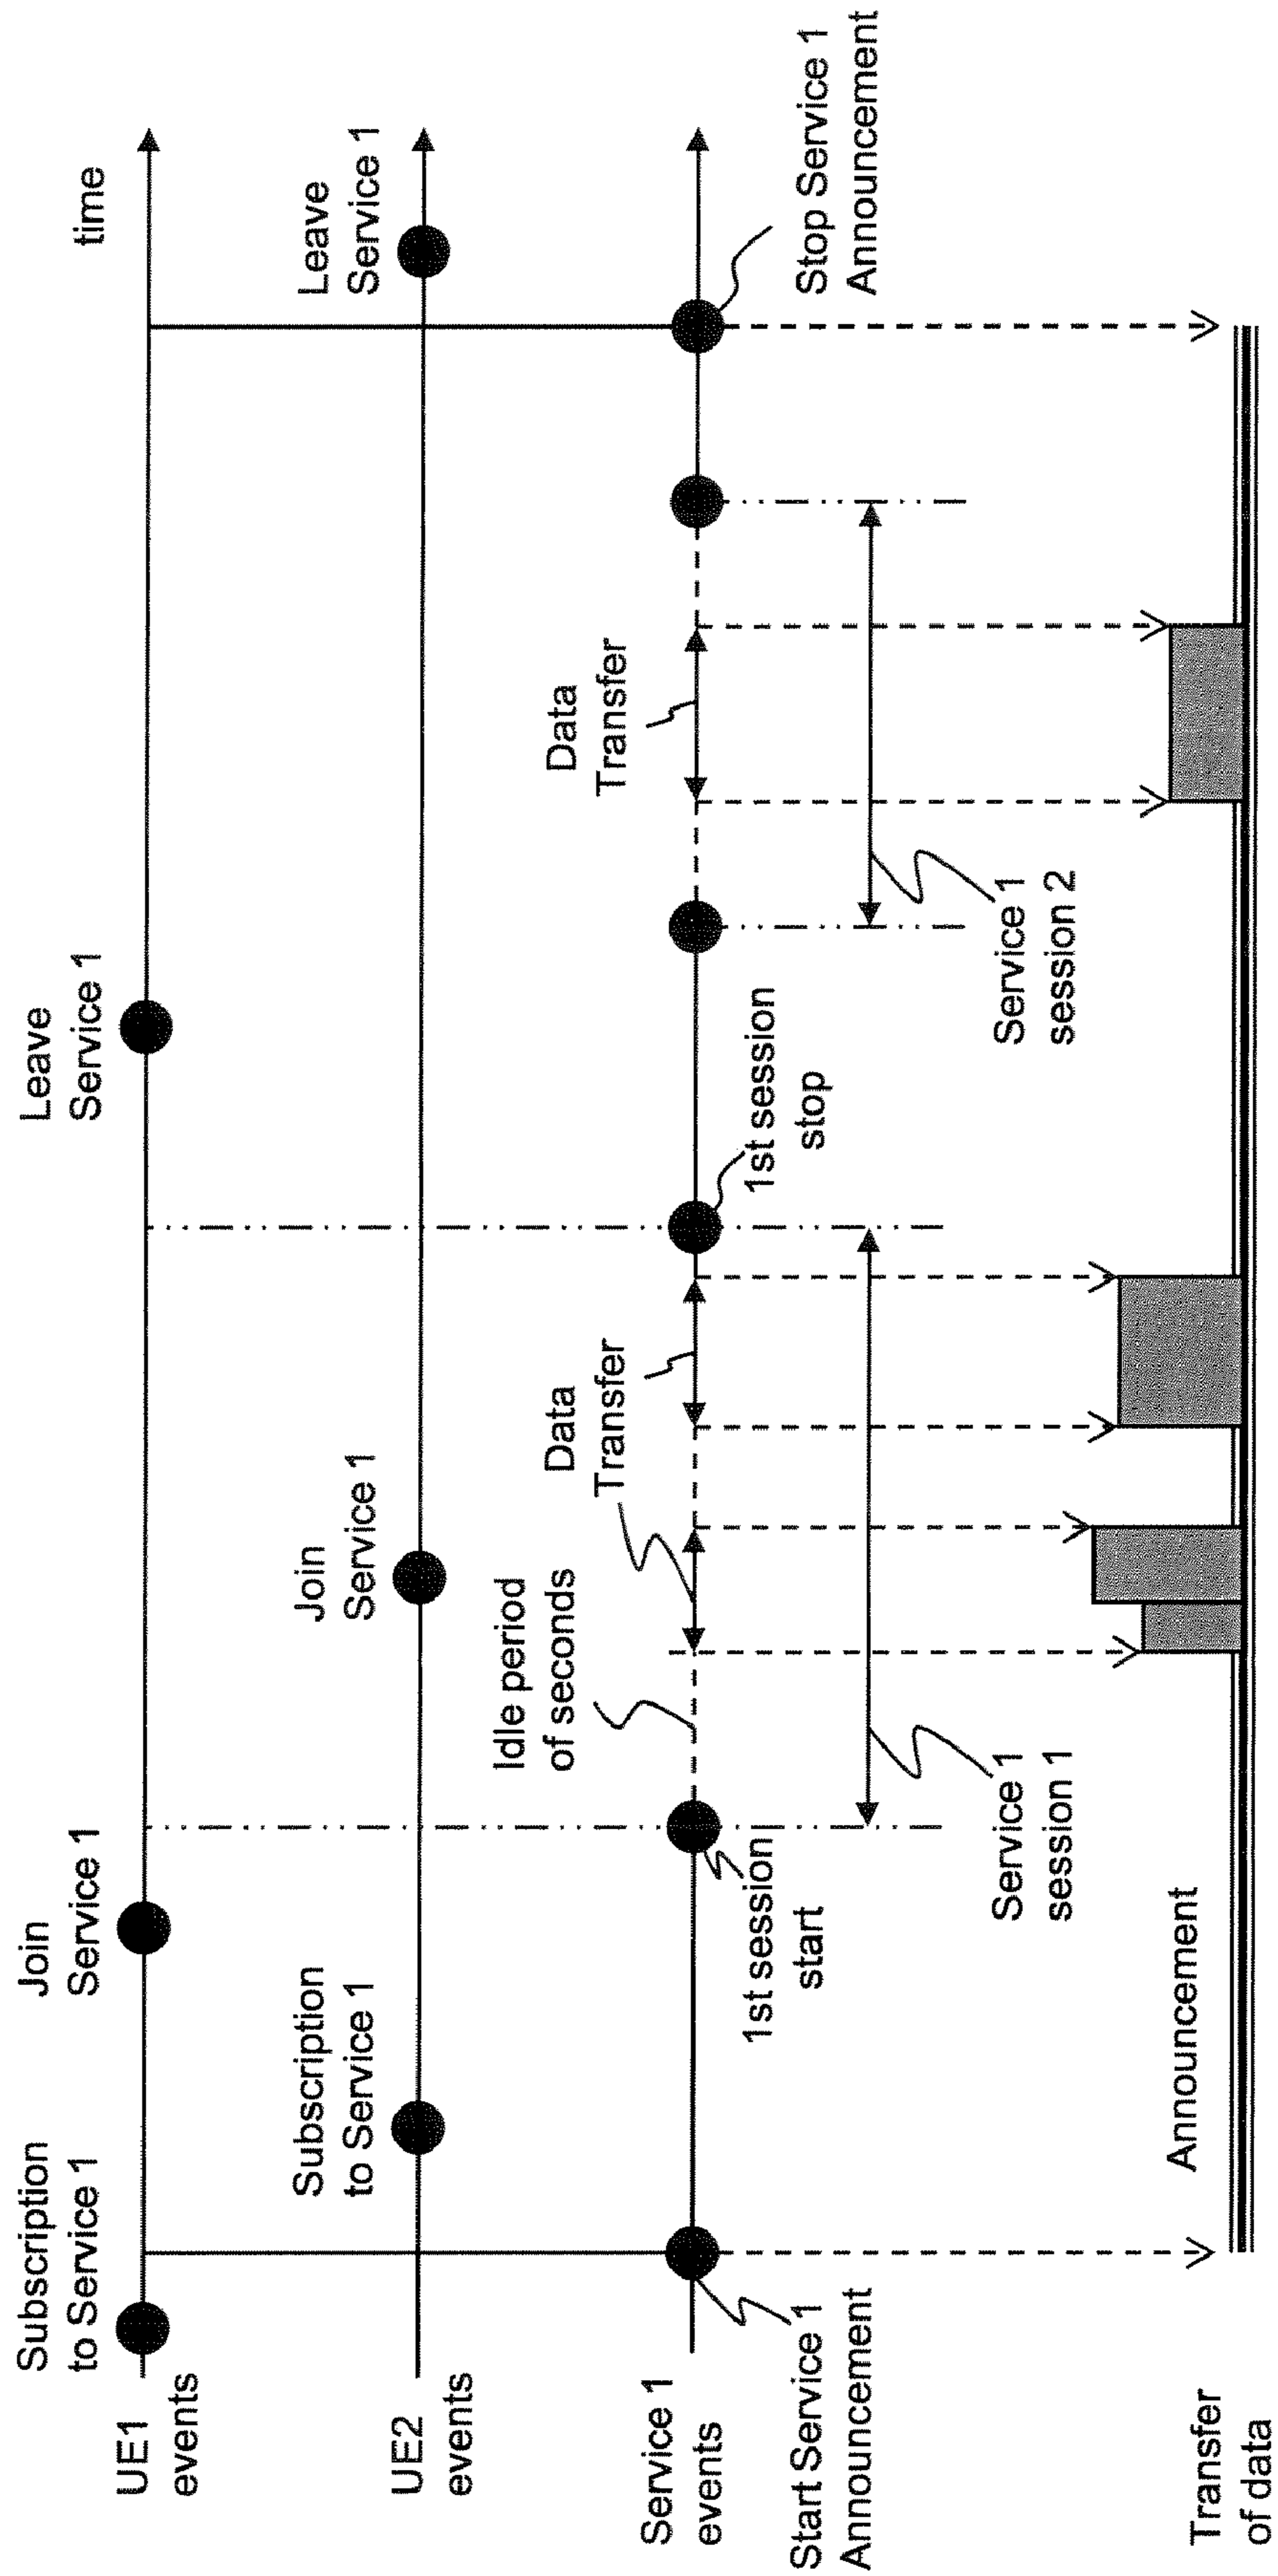 time
Subscription
to Service 1
Join
Service 1
Leave
Service 1
UE1
events
Subscription
to Service 1
Join
Service 1
Leave
Service 1
UE2
events
Idle period
of seconds
Data
Transfer
Data
Transfer
Service 1
events
Start Service 1
Announcement
1st session
start
1st session
stop
Stop Service 1
Announcement
Service 1
session 1
Service 1
session 2
Announcement
Transfer
of data